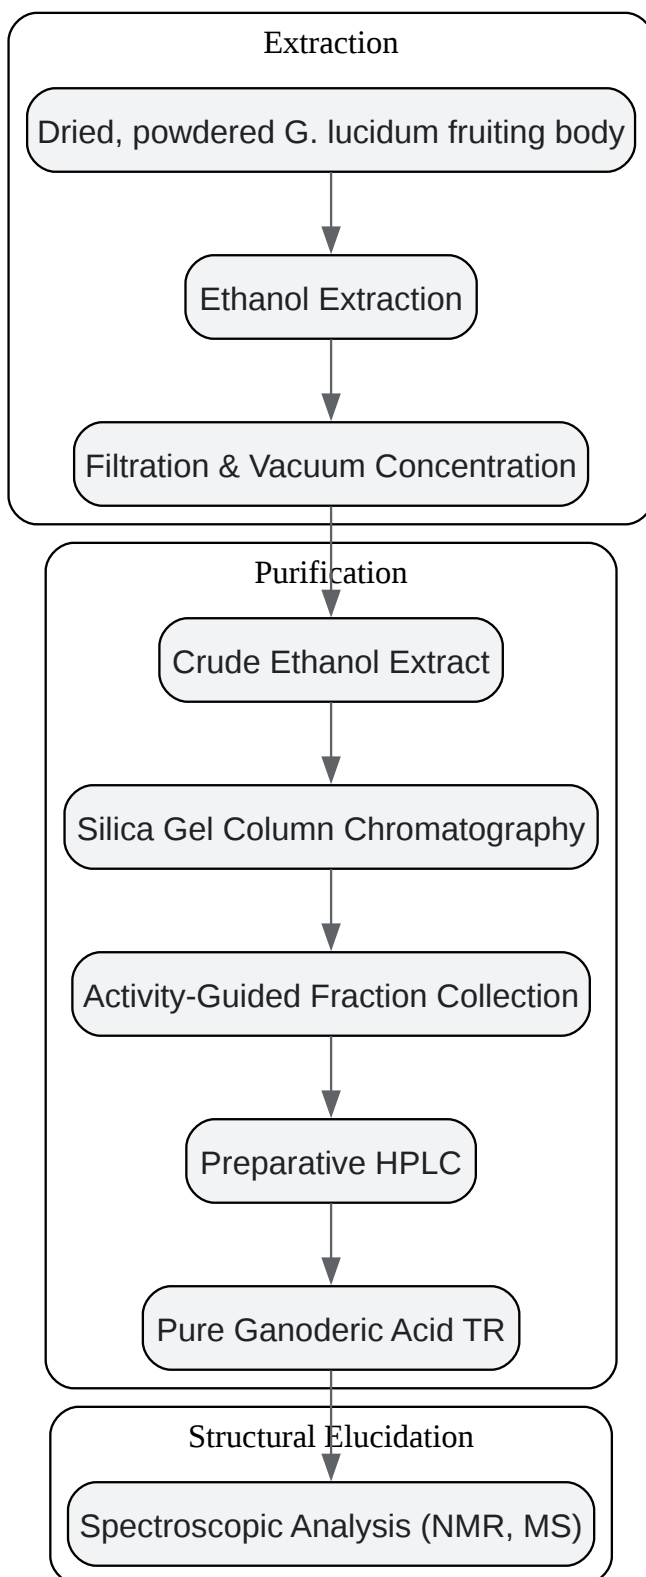 Extraction
Dried, powdered G. lucidum fruiting body
Ethanol Extraction
Filtration & Vacuum Concentration
Purification
Crude Ethanol Extract
Silica Gel Column Chromatography
Activity-Guided Fraction Collection
Preparative HPLC
Pure Ganoderic Acid TR
Structural Elucidation
Spectroscopic Analysis (NMR, MS)